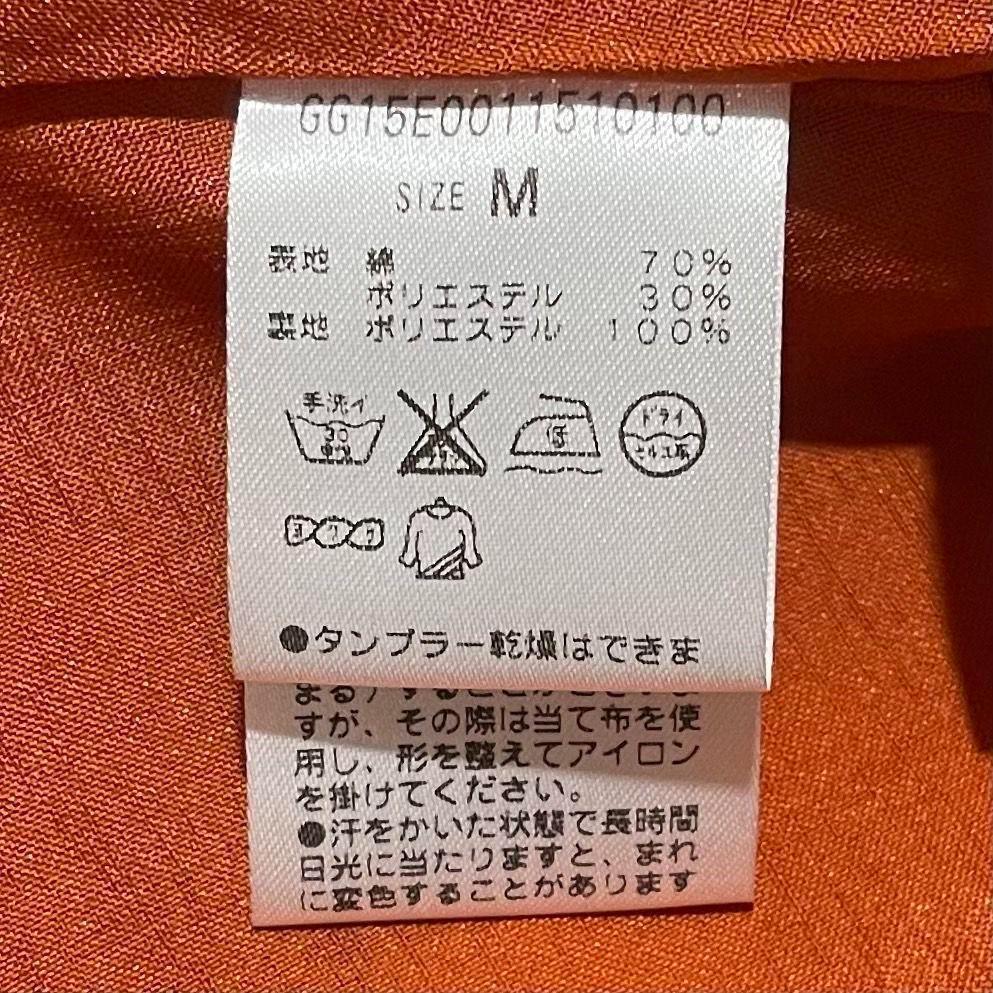 GG15E0011510100
SIZE M
表地 綿 70%
ポリエステル 30%
裏地 ポリエステル 100%
手洗イ
30
中性
ほ
ドライ
セキユ系
ヨワク
●タンブラー乾燥はできま
ますが、その際は当て布を使
用し、形を整えてアイロン
を掛けてください。
●汗をかいた状態で長時間
日光に当たりますと、まれ
に変色することがあります